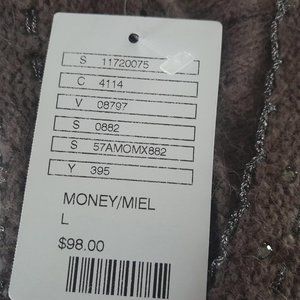 S 11720075
C 4114
V 08797
S 0882
S 57AMOMX882
Y 395
MONEY/MIEL
L
$98.00